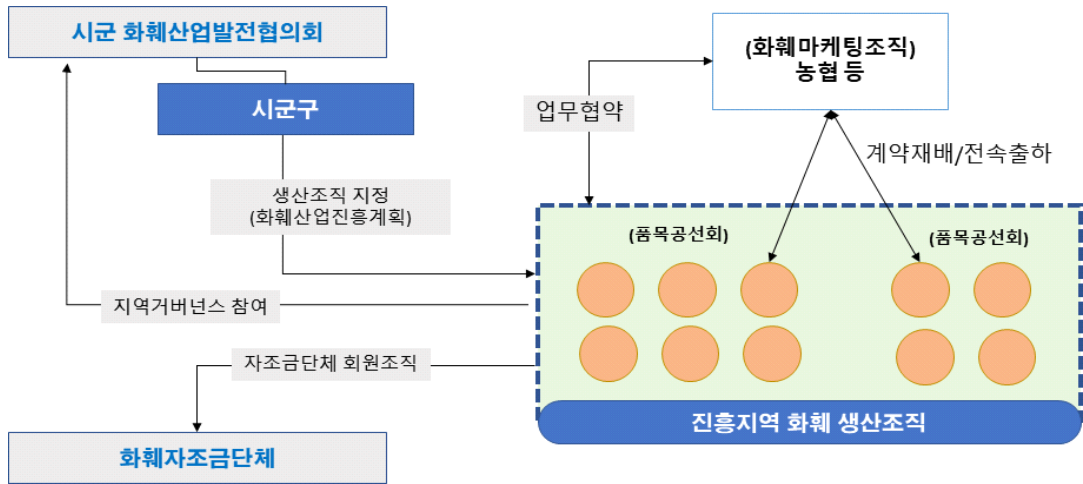 시군 화훼산업발전협의회
시군구
생산조직 지정
(화훼산업진흥계획)
지역거버넌스 참여
자조금단체 회원조직
화훼자조금단체
(화훼마케팅조직)
농협 등
업무협약
계약재배/전속출하
(품목공선회)
(품목공선회)
진흥지역 화훼 생산조직